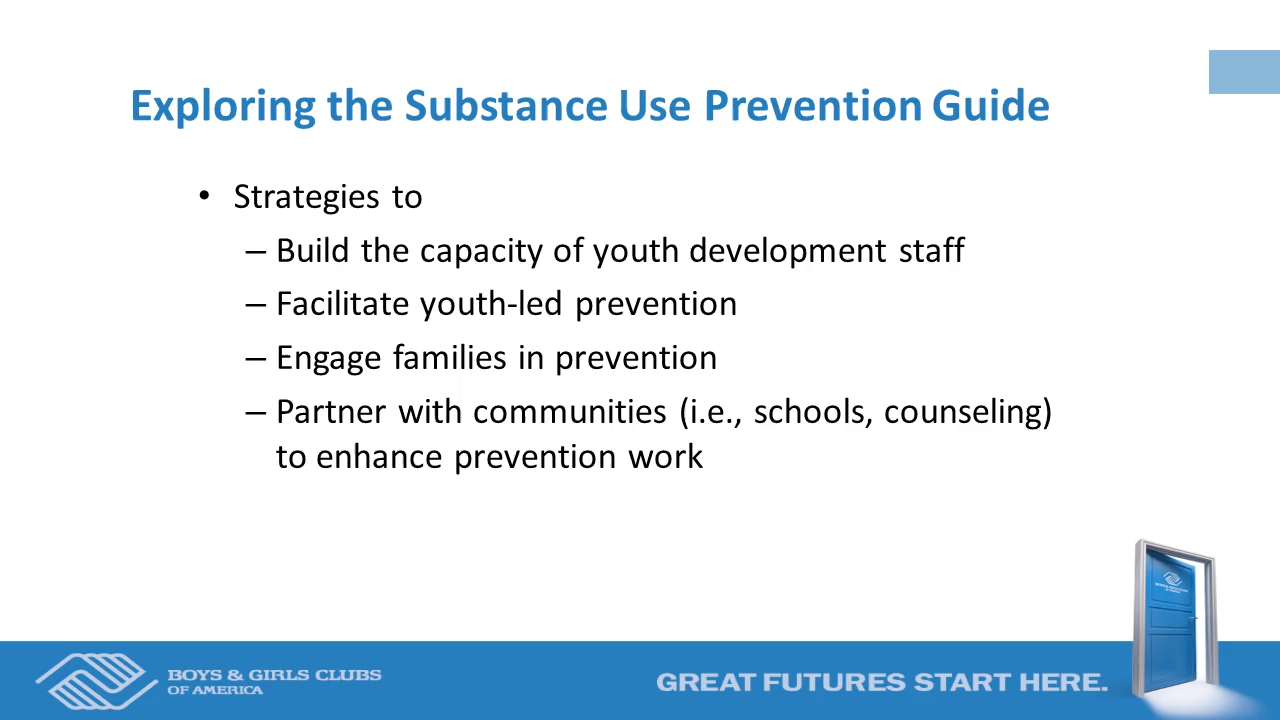 Exploring the Substance Use Prevention Guide
• Strategies to
– Build the capacity of youth development staff
– Facilitate youth-led prevention
– Engage families in prevention
– Partner with communities (i.e., schools, counseling)
to enhance prevention work
BOYS & GIRLS CLUBS
OF AMERICA
GREAT FUTURES START HERE.